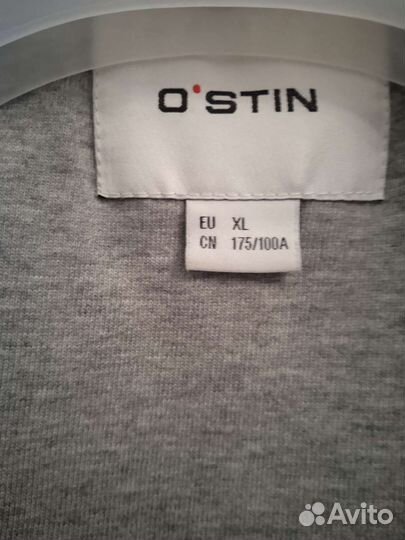 O'STIN
EU XL
CN 175/100A
Avito